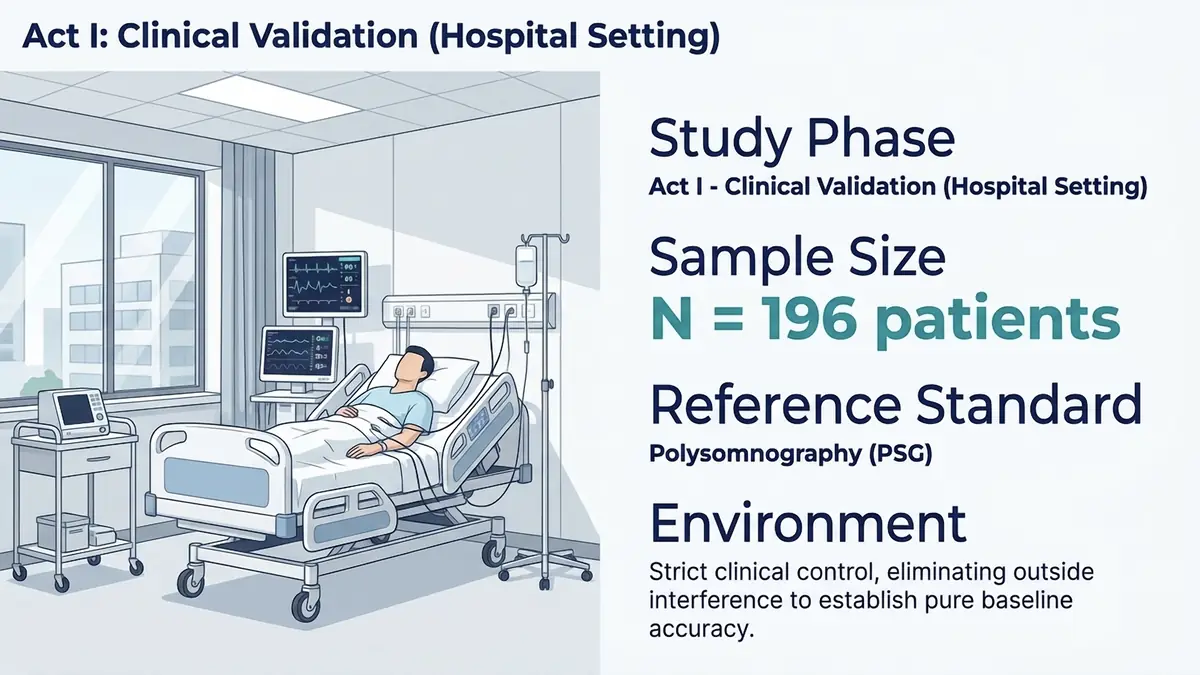 Act I: Clinical Validation (Hospital Setting)
Study Phase
Act I - Clinical Validation (Hospital Setting)
Sample Size
N = 196 patients
Reference Standard
Polysomnography (PSG)
Environment
Strict clinical control, eliminating outside
interference to establish pure baseline
accuracy.